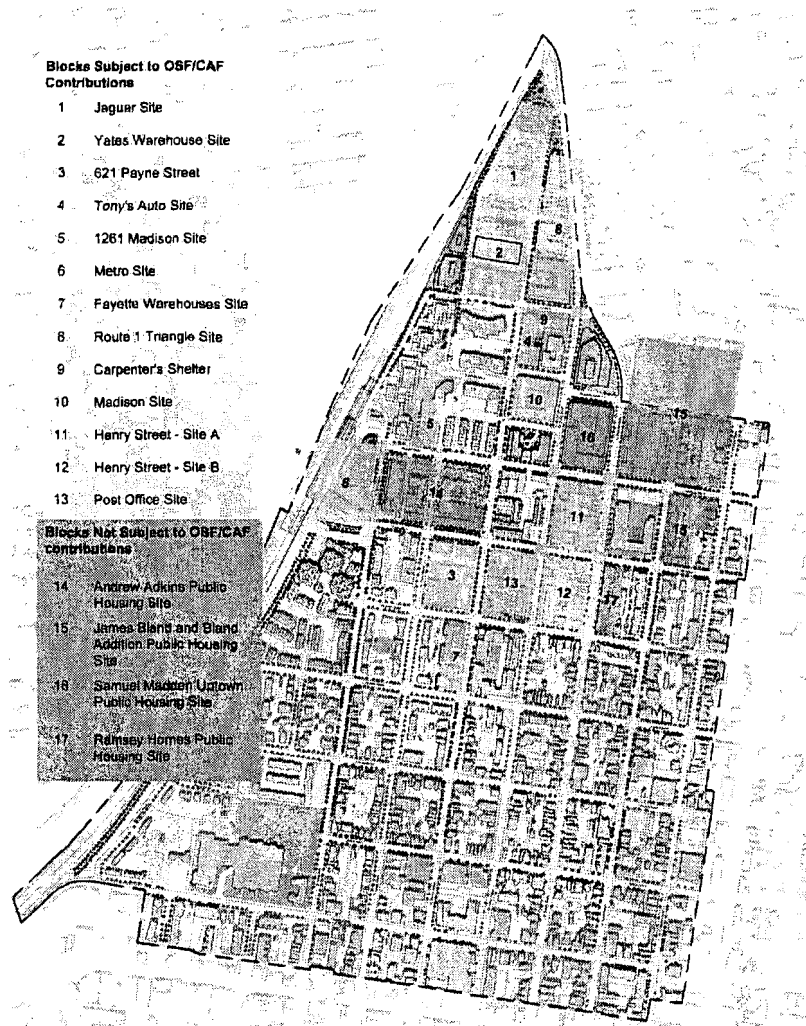 Blocks Subject to OSF/CAF
Contributions
1 Jaguar Site
2 Yates Warehouse Site
3 621 Payne Street
4 Tony's Auto Site
5 1261 Madison Site
6 Metro Site
7 Fayette Warehouses Site
8 Route 1 Triangle Site
9 Carpenter's Shelter
10 Madison Site
11 Henry Street - Site A
12 Henry Street - Site B
13 Post Office Site
Blocks Not Subject to OSF/CAF
contributions
14 Andrew Adkins Public
Housing Site
15 James Bland and Bland
Addition Public Housing
Site
16 Samuel Madden Uptown
Public Housing Site
17 Ramsey Homes Public
Housing Site
1
8
2
9
4
10
15
5
16
6
14
11
15
3
13
12
17
7